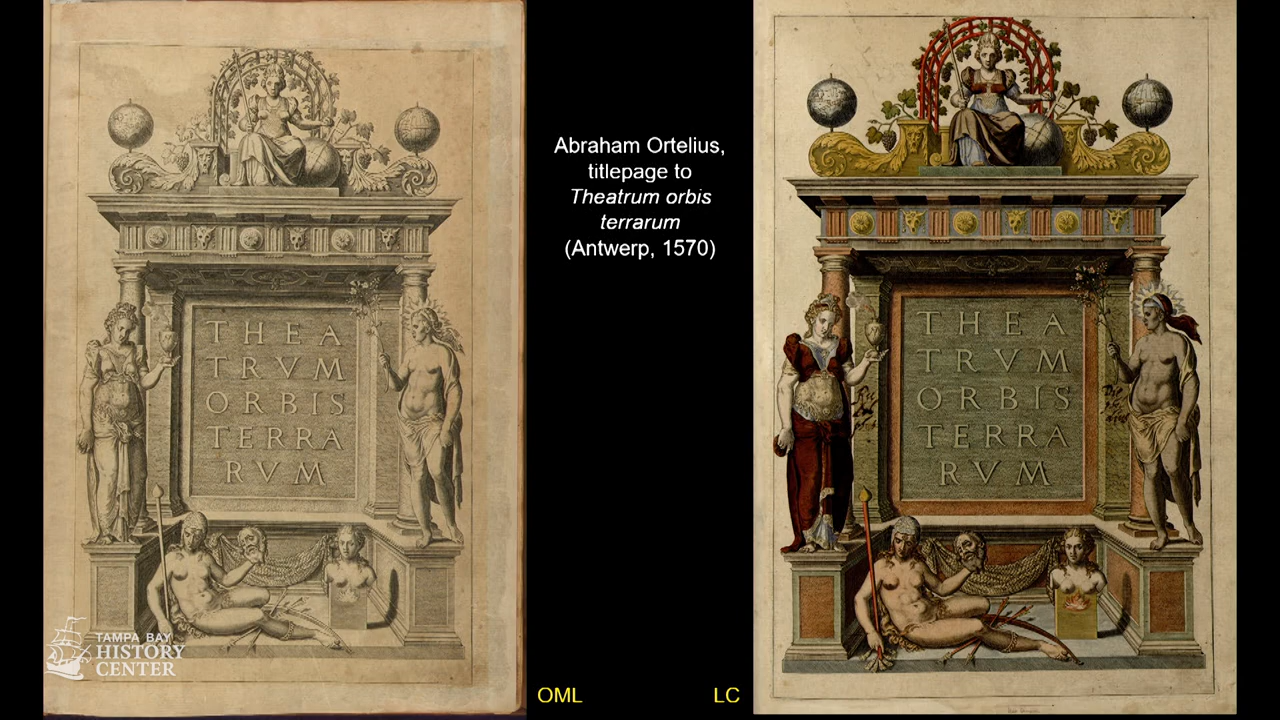 THEA
TRVM
ORBIS
TERRA
RVM
TAMPA BAY
HISTORY
CENTER
Abraham Ortelius,
titlepage to
Theatrum orbis
terrarum
(Antwerp, 1570)
OML
LC
THEA
TRVM
ORBIS
TERRA
RVM